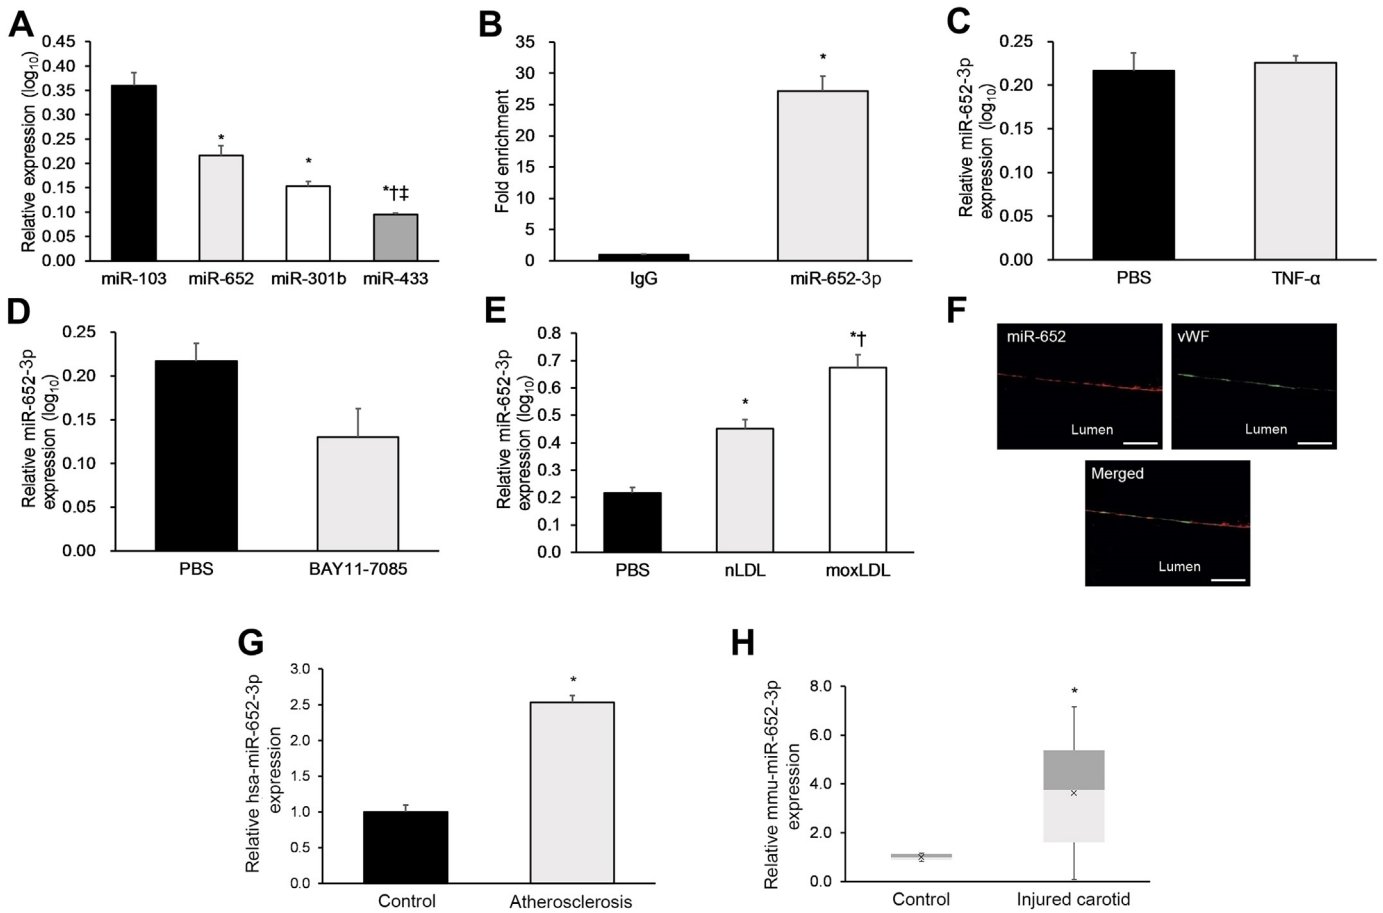 A
Relative expression (log10)
0.45
0.40
0.35
0.30
0.25
0.20
0.15
0.10
0.05
0.00
*
*
*†‡
miR-103 miR-652 miR-301b miR-433
B
Fold enrichment
35
30
25
20
15
10
5
0
*
IgG miR-652-3p
C
Relative miR-652-3p
expression (log10)
0.25
0.20
0.15
0.10
0.05
0.00
PBS TNF-α
D
Relative miR-652-3p
expression (log10)
0.25
0.20
0.15
0.10
0.05
0.00
PBS BAY11-7085
E
Relative miR-652-3p
expression (log10)
0.8
0.7
0.6
0.5
0.4
0.3
0.2
0.1
0.0
*
*†
PBS nLDL moxLDL
F
miR-652
Lumen
vWF
Lumen
Merged
Lumen
G
Relative hsa-miR-652-3p
expression
3.0
2.5
2.0
1.5
1.0
0.5
0.0
*
Control Atherosclerosis
H
Relative mmu-miR-652-3p
expression
8.0
6.0
4.0
2.0
0.0
*
Control Injured carotid